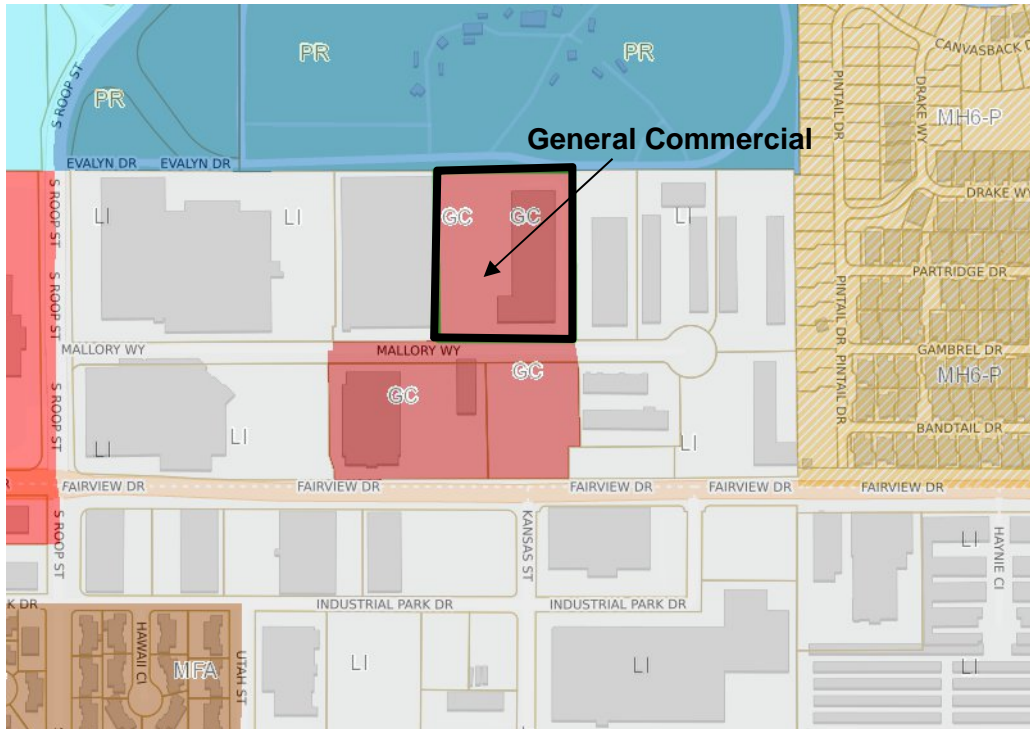 CANVASBACK D
PR
PR
PR
S ROOP ST
PINTAIL DR
DRAKE WY
MH6-P
General Commercial
EVALYN DR
EVALYN DR
DRAKE WY
S ROOP ST
LI
LI
GC
GC
LI
S ROOP ST
PINTAIL DR
PARTRIDGE DR
MALLORY WY
MALLORY WY
GAMBREL DR
PINTAIL DR
GC
GC
MH6-P
S ROOP ST
LI
LI
LI
BANDTAIL DR
R
FAIRVIEW DR
FAIRVIEW DR
FAIRVIEW DR
FAIRVIEW DR
FAIRVIEW DR
S ROOP ST
KANSAS ST
LI
HAYNIE CI
K DR
INDUSTRIAL PARK DR
INDUSTRIAL PARK DR
HAWAII CI
MFA
UTAH ST
LI
LI
LI